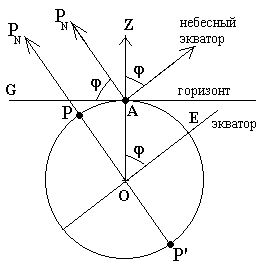 P_N P_N Z небесный
экватор
φ φ
G горизонт
A
P E
экватор
φ
O
P'